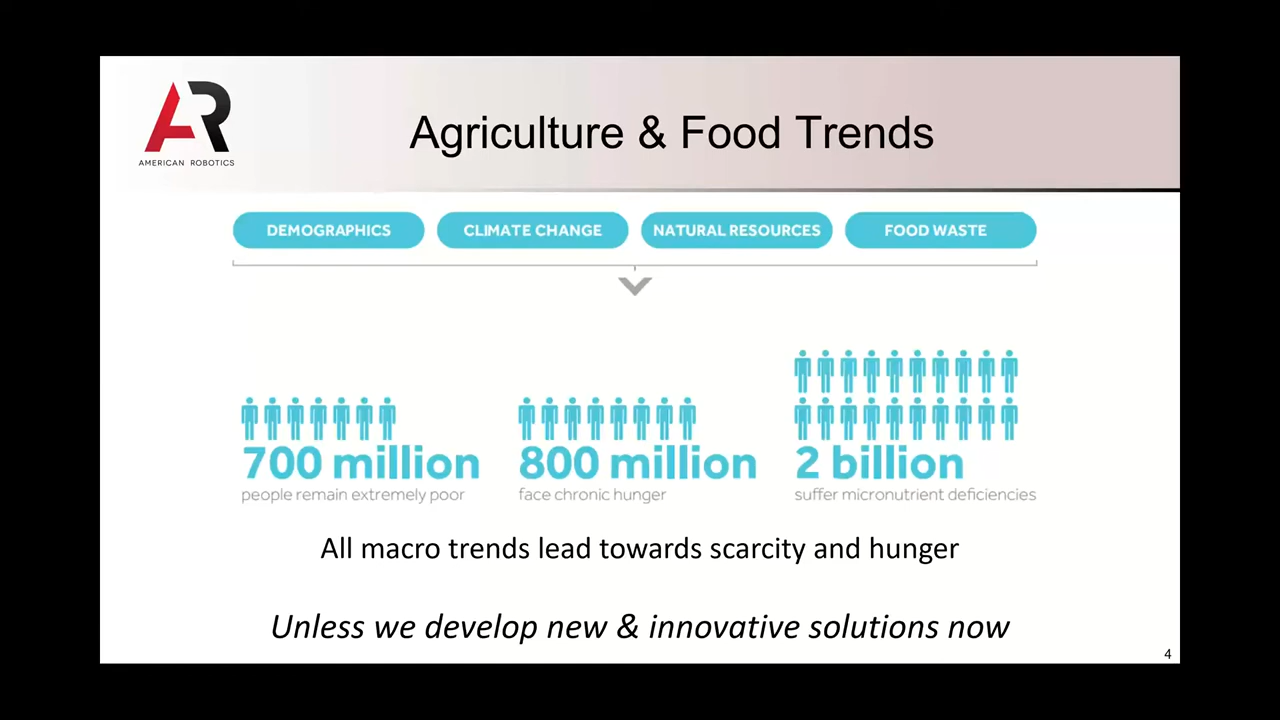 AR
AMERICAN ROBOTICS
Agriculture & Food Trends
DEMOGRAPHICS
CLIMATE CHANGE
NATURAL RESOURCES
FOOD WASTE
700 million
people remain extremely poor
800 million
face chronic hunger
2 billion
suffer micronutrient deficiencies
All macro trends lead towards scarcity and hunger
Unless we develop new & innovative solutions now
4